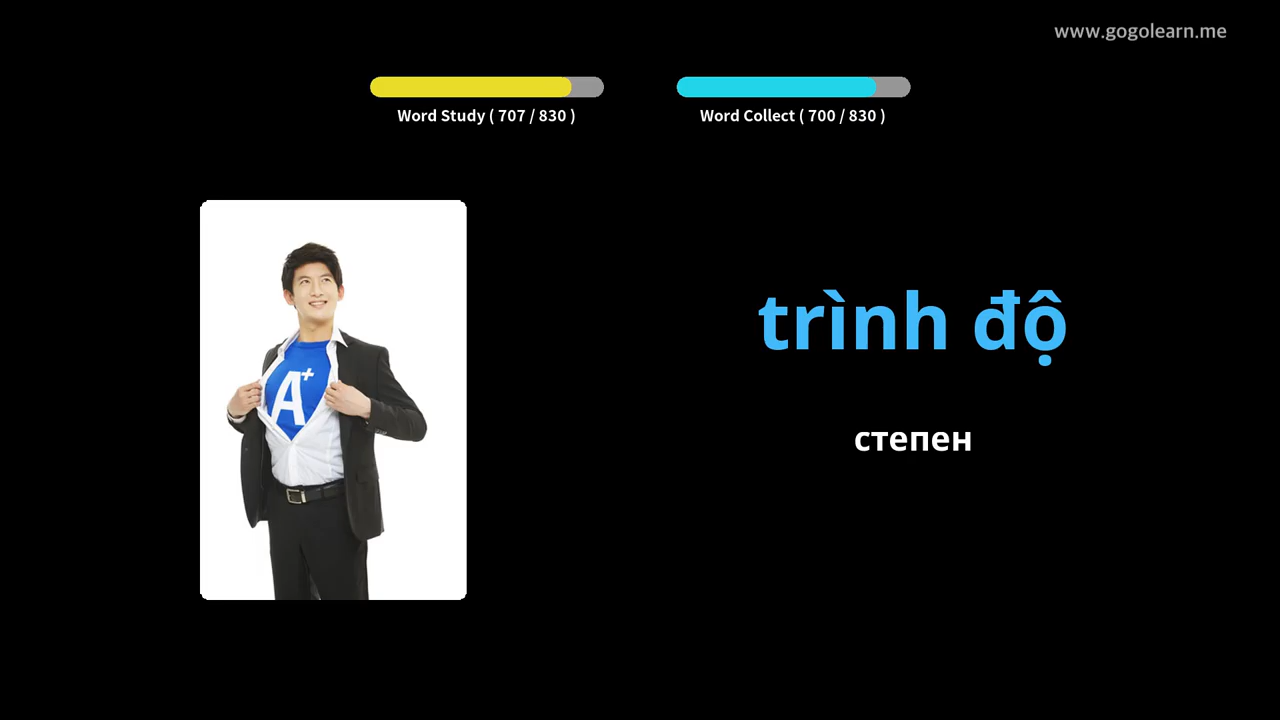 www.gogolearn.me
Word Study ( 707 / 830 )
Word Collect ( 700 / 830 )
A+
trình độ
степен